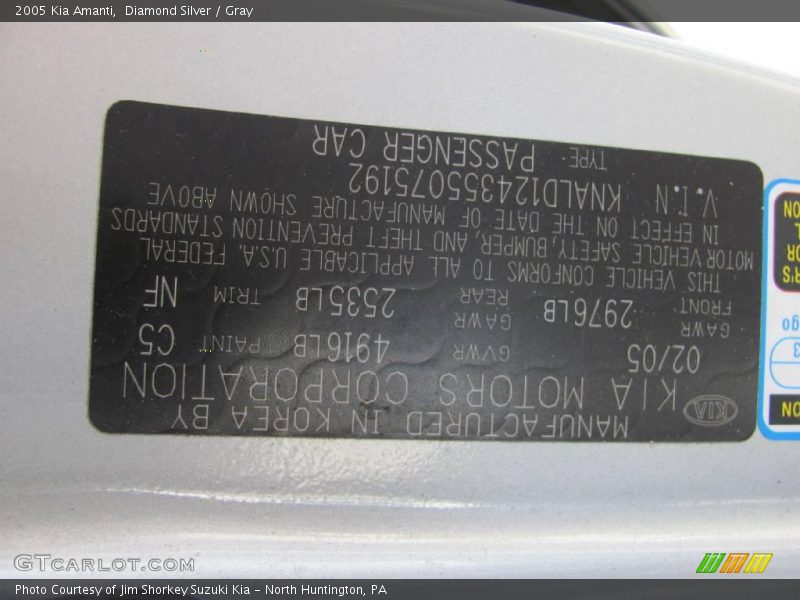 2005 Kia Amanti, Diamond Silver / Gray
KIA MANUFACTURED IN KOREA BY
KIA MOTORS CORPORATION
02/05 GVWR 4916LB PAINT C5
GAWR FRONT 2976LB GAWR REAR 2535LB TRIM NF
THIS VEHICLE CONFORMS TO ALL APPLICABLE U.S.A. FEDERAL
MOTOR VEHICLE SAFETY, BUMPER, AND THEFT PREVENTION STANDARDS
IN EFFECT ON THE DATE OF MANUFACTURE SHOWN ABOVE
V.I.N KNALD124355075192
TYPE: PASSENGER CAR
GTCARLOT.COM
Photo Courtesy of Jim Shorkey Suzuki Kia - North Huntington, PA